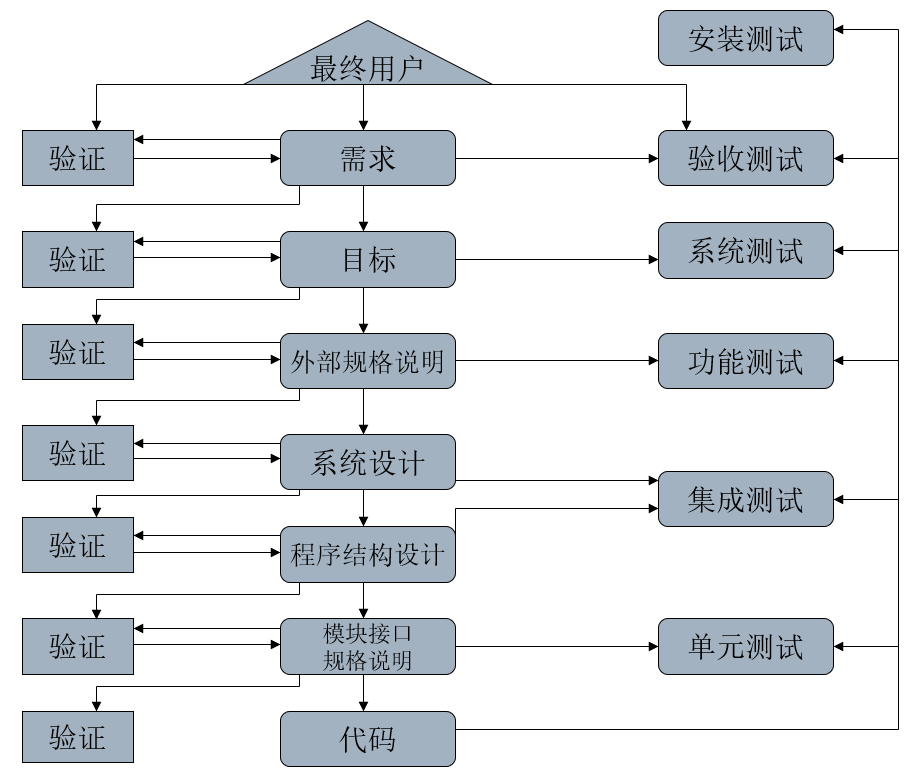 安装测试
最终用户
验证
需求
验收测试
验证
目标
系统测试
验证
外部规格说明
功能测试
验证
系统设计
集成测试
验证
程序结构设计
验证
模块接口
规格说明
单元测试
验证
代码